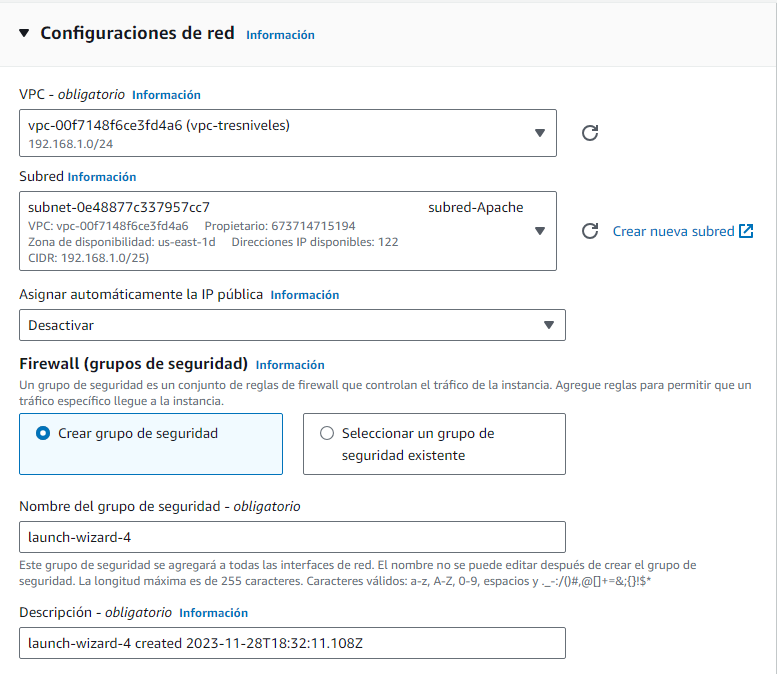 Configuraciones de red Información
VPC - obligatorio Información
vpc-00f7148f6ce3fd4a6 (vpc-tresniveles)
192.168.1.0/24
Subred Información
subnet-0e48877c337957cc7 subred-Apache
VPC: vpc-00f7148f6ce3fd4a6 Propietario: 673714715194
Zona de disponibilidad: us-east-1d Direcciones IP disponibles: 122
CIDR: 192.168.1.0/25)
Crear nueva subred
Asignar automáticamente la IP pública Información
Desactivar
Firewall (grupos de seguridad) Información
Un grupo de seguridad es un conjunto de reglas de firewall que controlan el tráfico de la instancia. Agregue reglas para permitir que un
tráfico específico llegue a la instancia.
Crear grupo de seguridad
Seleccionar un grupo de
seguridad existente
Nombre del grupo de seguridad - obligatorio
launch-wizard-4
Este grupo de seguridad se agregará a todas las interfaces de red. El nombre no se puede editar después de crear el grupo de
seguridad. La longitud máxima es de 255 caracteres. Caracteres válidos: a-z, A-Z, 0-9, espacios y ._-:/()#,@[]+=&;{}!$*
Descripción - obligatorio Información
launch-wizard-4 created 2023-11-28T18:32:11.108Z